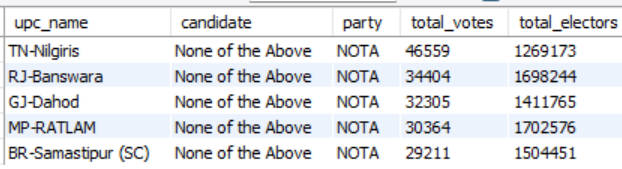 upc_name candidate party total_votes total_electors
TN-Nilgiris None of the Above NOTA 46559 1269173
RJ-Banswara None of the Above NOTA 34404 1698244
GJ-Dahod None of the Above NOTA 32305 1411765
MP-RATLAM None of the Above NOTA 30364 1702576
BR-Samastipur (SC) None of the Above NOTA 29211 1504451